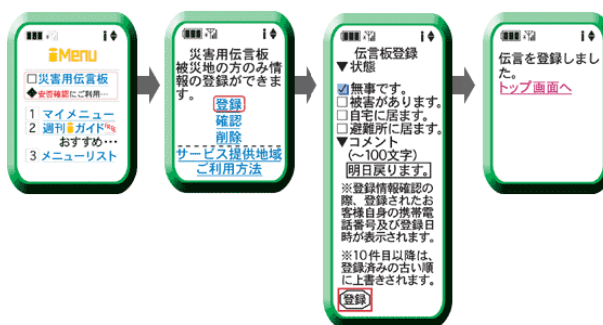 iMenu
□災害用伝言板
◆安否確認にご利用…
1 マイメニュー
2 週刊iガイド
おすすめ…
3 メニューリスト
災害用伝言板
被災地の方のみ情
報の登録ができま
す。
登録
確認
削除
サービス提供地域
ご利用方法
伝言板登録
▼状態
☑無事です。
□被害があります。
□自宅に居ます。
□避難所に居ます。
▼コメント
(~100文字)
明日戻ります。
※登録情報確認の
際、登録されたお
客様自身の携帯電
話番号及び登録日
時が表示されます。
※10件目以降は、
登録済みの古い順
に上書きされます。
登録
伝言を登録しまし
た。
トップ画面へ